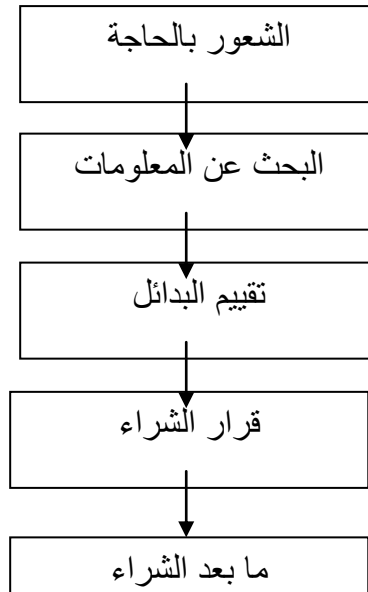 الشعور بالحاجة
البحث عن المعلومات
تقييم البدائل
قرار الشراء
ما بعد الشراء